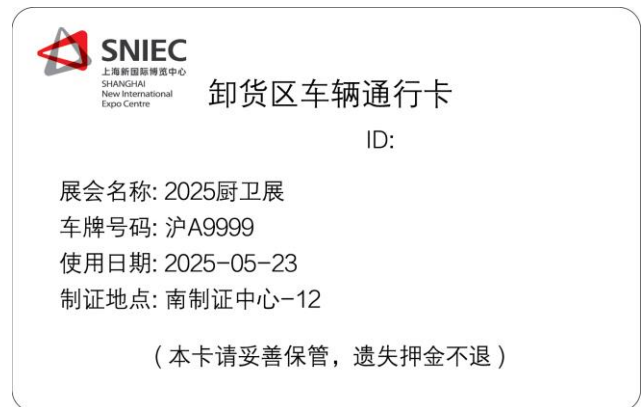 SNIEC
上海新国际博览中心
SHANGHAI
New International
Expo Centre
卸货区车辆通行卡
ID:
展会名称: 2025厨卫展
车牌号码: 沪A9999
使用日期: 2025-05-23
制证地点: 南制证中心-12
(本卡请妥善保管，遗失押金不退)